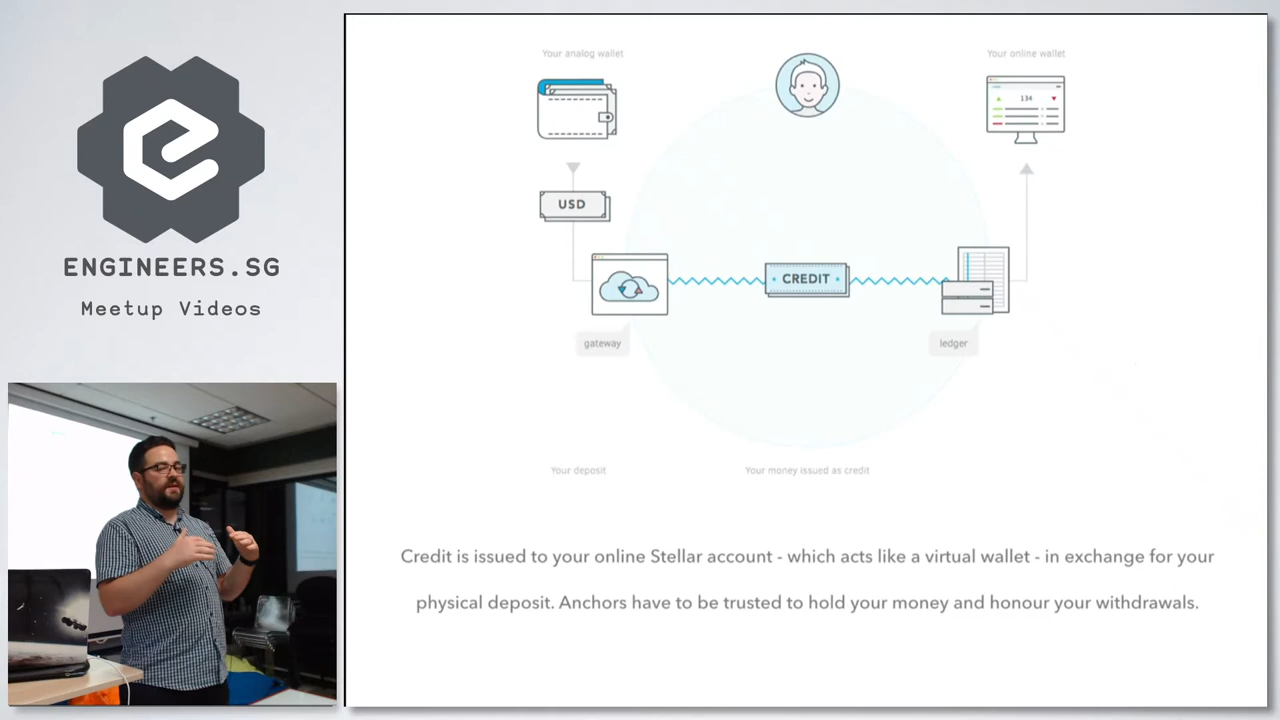 ENGINEERS.SG
Meetup Videos
Your analog wallet
Your online wallet
134
USD
CREDIT
gateway
ledger
Your deposit
Your money issued as credit
Credit is issued to your online Stellar account - which acts like a virtual wallet - in exchange for your
physical deposit. Anchors have to be trusted to hold your money and honour your withdrawals.